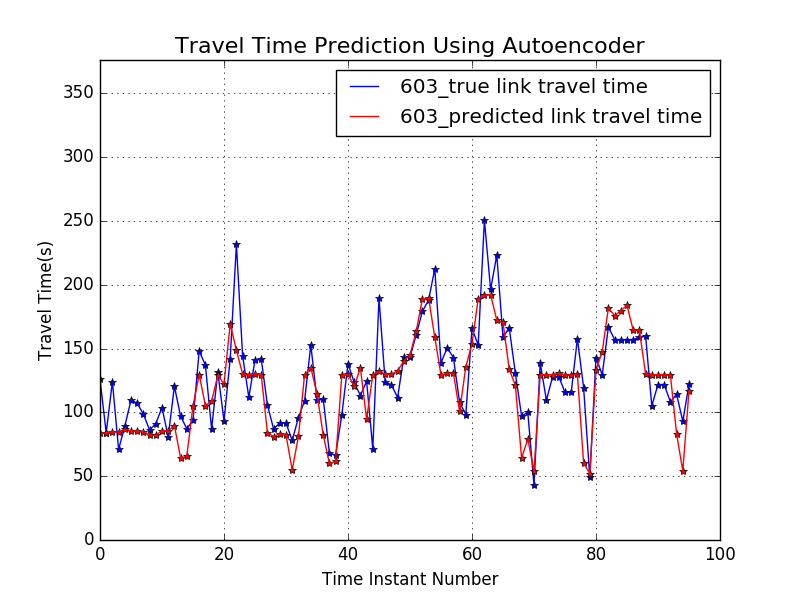 Travel Time Prediction Using Autoencoder
603_true link travel time
603_predicted link travel time
350
300
250
200
150
100
50
0
Travel Time(s)
0 20 40 60 80 100
Time Instant Number